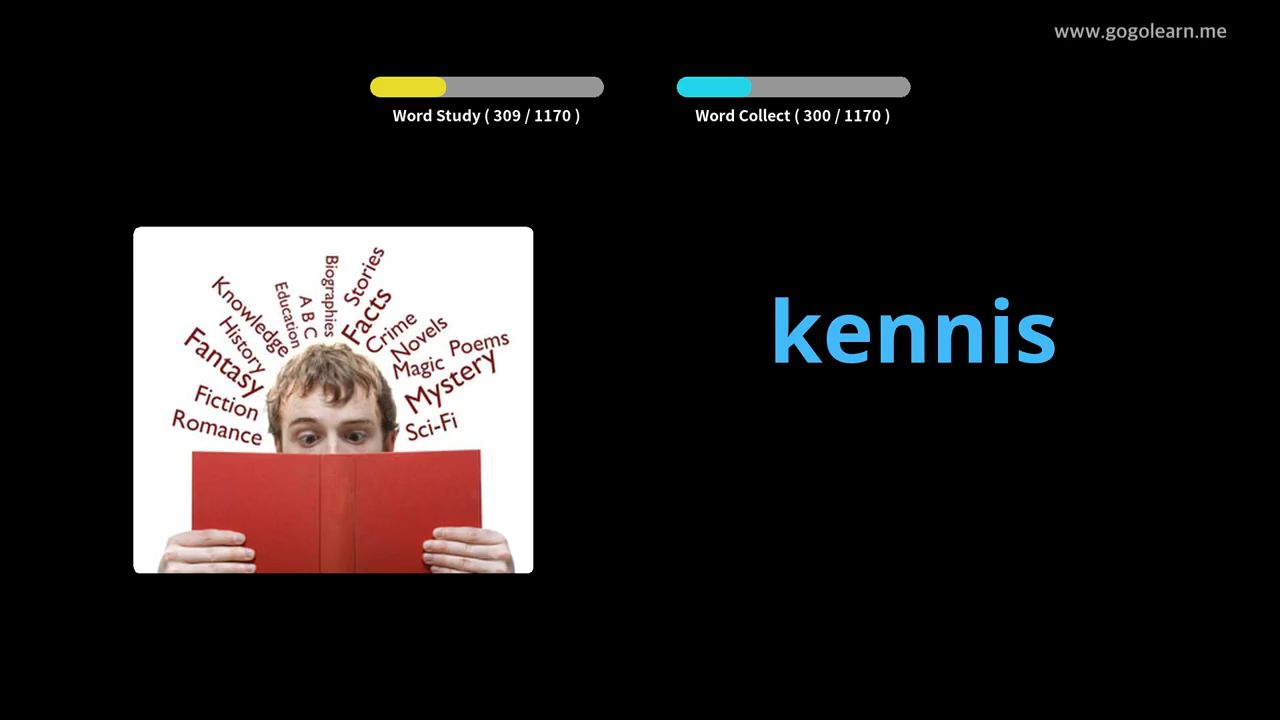 www.gogolearn.me
Word Study ( 309 / 1170 )
Word Collect ( 300 / 1170 )
Biographies
Stories
Education
A B C
Facts
Knowledge
Crime
History
Novels
Fantasy
Poems
Magic
Mystery
Fiction
Romance
Sci-Fi
kennis